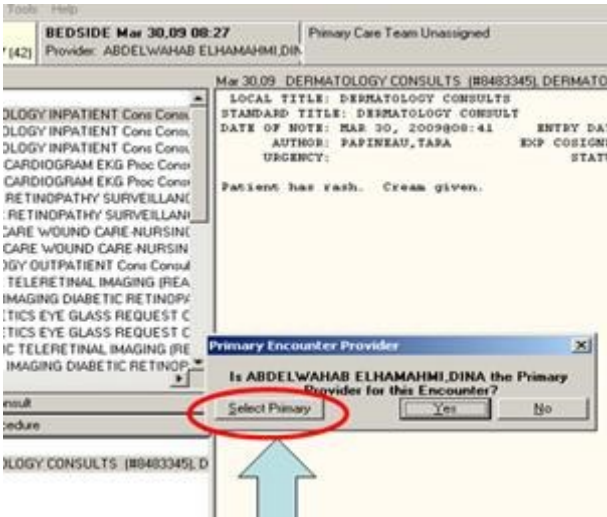 Tools Help
(42)
BEDSIDE Mar 30,09 08:27
Provider: ABDELWAHAB ELHAMAHMI,DIN
Primary Care Team Unassigned
Mar 30,09 DERMATOLOGY CONSULTS (#8483345), DERMATO
LOCAL TITLE: DERMATOLOGY CONSULTS
STANDARD TITLE: DERMATOLOGY CONSULT
DATE OF NOTE: MAR 30, 2009@08:41 ENTRY DA
AUTHOR: PAPINEAU,TARA EXP COSIGN
URGENCY: STAT
Patient has rash. Cream given.
OLOGY INPATIENT Cons Consu
OLOGY INPATIENT Cons Consu
OLOGY INPATIENT Cons Consu
CARDIOGRAM EKG Proc Cons
CARDIOGRAM EKG Proc Cons
RETINOPATHY SURVEILLAN
RETINOPATHY SURVEILLAN
CARE WOUND CARE-NURSING
CARE WOUND CARE-NURSIN
OGY OUTPATIENT Cons Consul
TELERETINAL IMAGING (REA
IMAGING DIABETIC RETINOP
TICS EYE GLASS REQUEST C
TICS EYE GLASS REQUEST C
IC TELERETINAL IMAGING (RE
IMAGING DIABETIC RETINOP
onsult
cedure
OLOGY CONSULTS (#8483345), D
Primary Encounter Provider
Is ABDELWAHAB ELHAMAHMI,DINA the Primary
Provider for this Encounter?
Select Primary
Yes
No